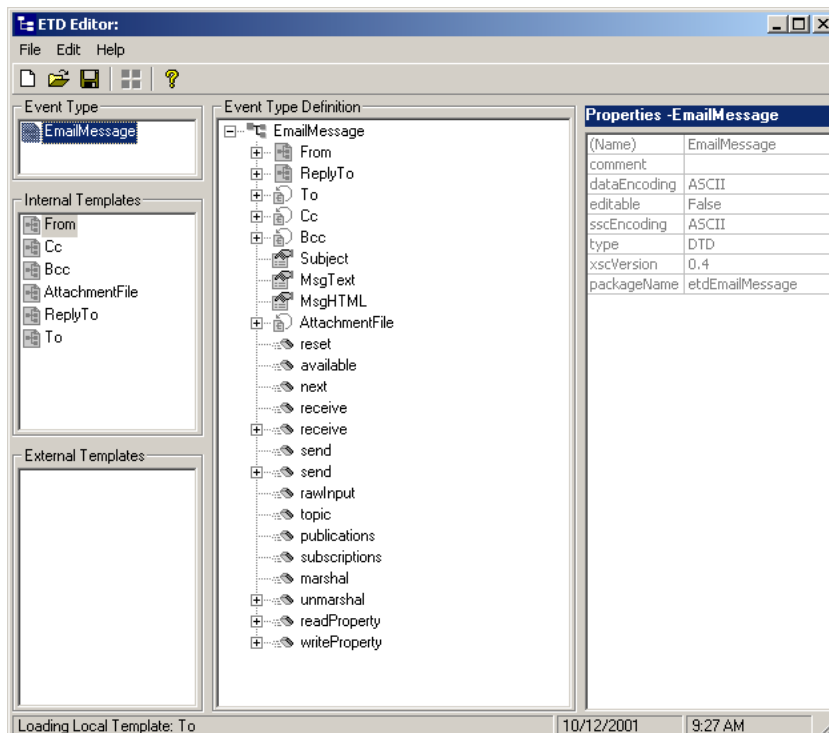 ETD Editor:
File Edit Help
Event Type
EmailMessage
Internal Templates
From
Cc
Bcc
AttachmentFile
ReplyTo
To
External Templates
Event Type Definition
EmailMessage
From
ReplyTo
To
Cc
Bcc
Subject
MsgText
MsgHTML
AttachmentFile
reset
available
next
receive
receive
send
send
rawInput
topic
publications
subscriptions
marshal
unmarshal
readProperty
writeProperty
Properties -EmailMessage
(Name) EmailMessage
comment
dataEncoding ASCII
editable False
sscEncoding ASCII
type DTD
xscVersion 0.4
packageName etdEmailMessage
Loading Local Template: To 10/12/2001 9:27 AM